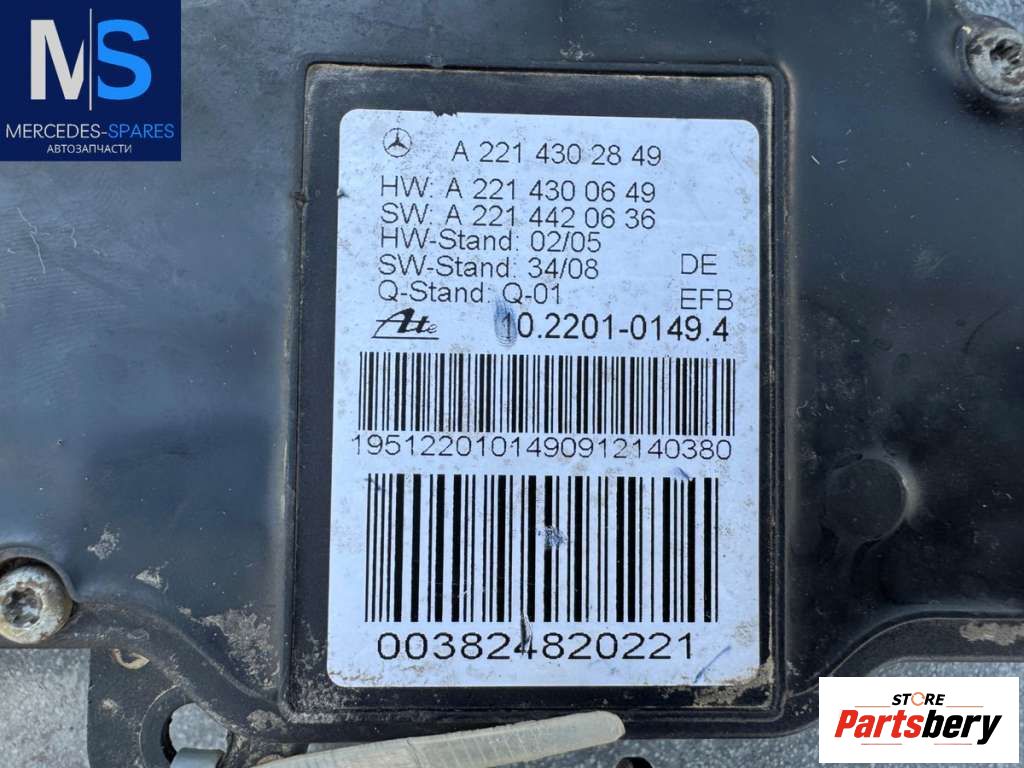 MS
MERCEDES-SPARES
АВТОЗАПЧАСТИ
A 221 430 28 49
HW: A 221 430 06 49
SW: A 221 442 06 36
HW-Stand: 02/05
SW-Stand: 34/08 DE
Q-Stand: Q-01 EFB
Ate 10.2201-0149.4
1951220101490912140380
003824820221
STORE
Partsbery